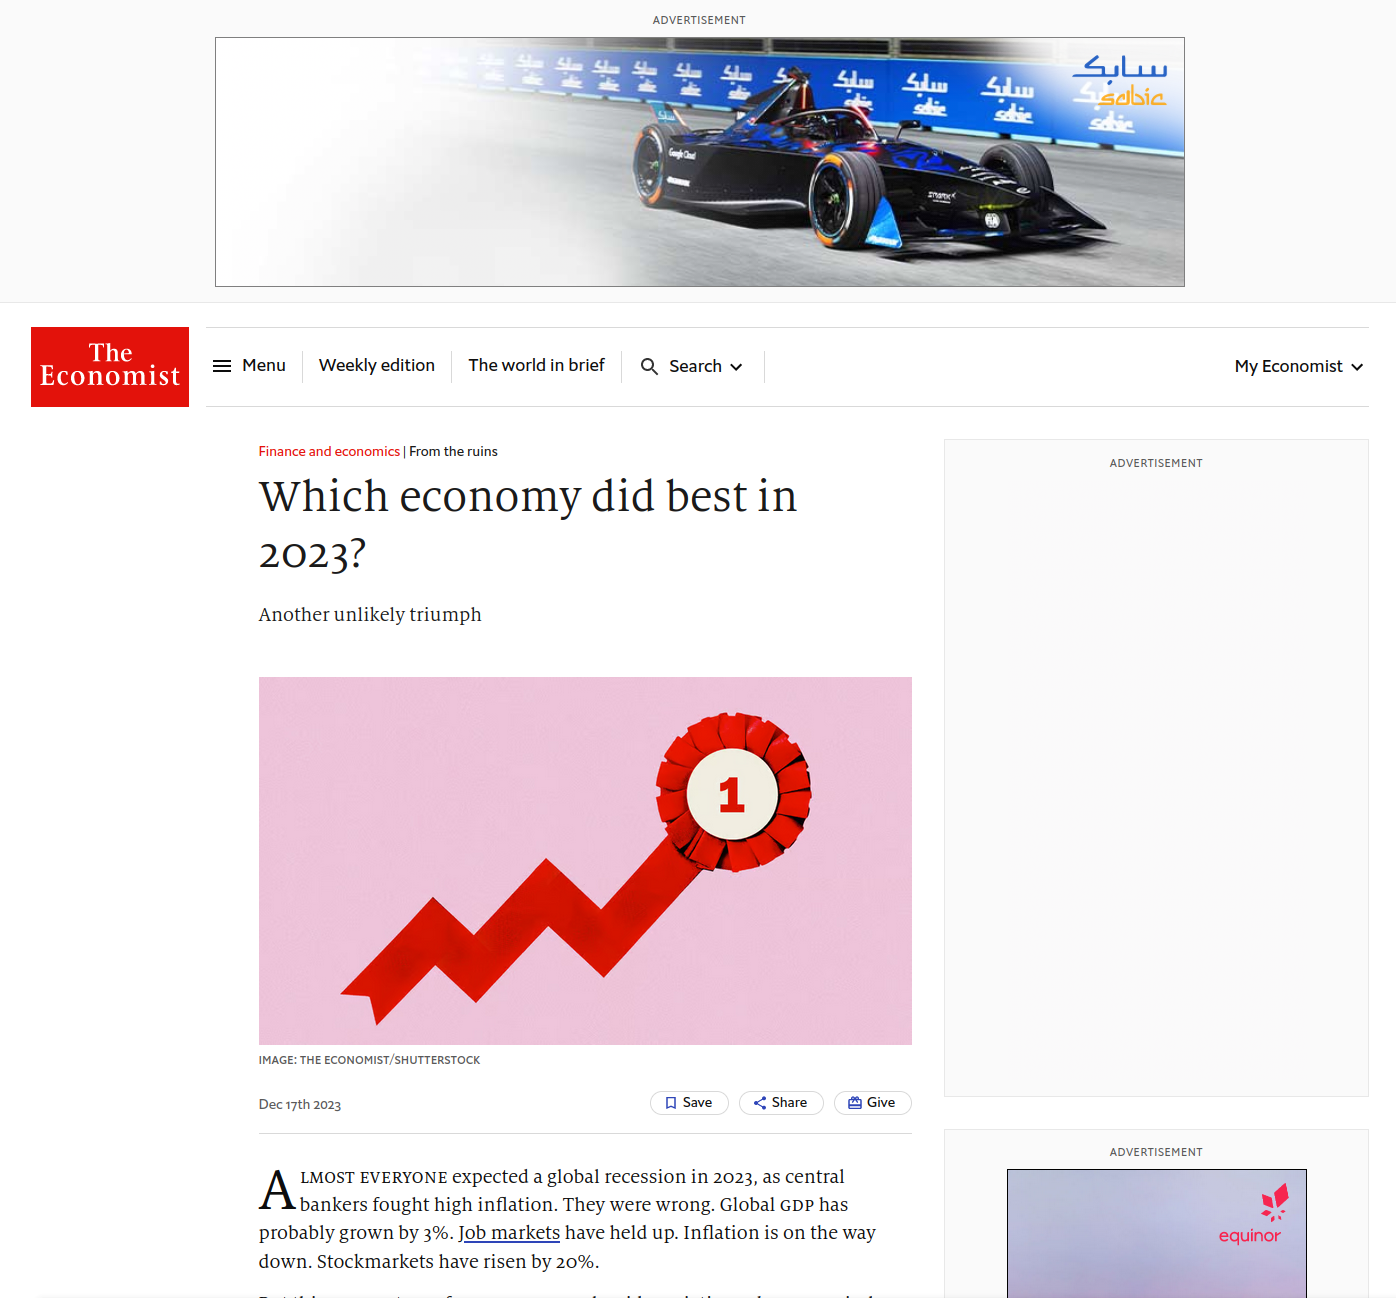 ADVERTISEMENT
سابك
sabic
Google Cloud
SPARK
The
Economist
Menu
Weekly edition
The world in brief
Search
My Economist
Finance and economics | From the ruins
Which economy did best in
2023?
Another unlikely triumph
1
IMAGE: THE ECONOMIST/SHUTTERSTOCK
Dec 17th 2023
Save
Share
Give
ALMOST EVERYONE expected a global recession in 2023, as central
bankers fought high inflation. They were wrong. Global GDP has
probably grown by 3%. Job markets have held up. Inflation is on the way
down. Stockmarkets have risen by 20%.
ADVERTISEMENT
ADVERTISEMENT
equinor